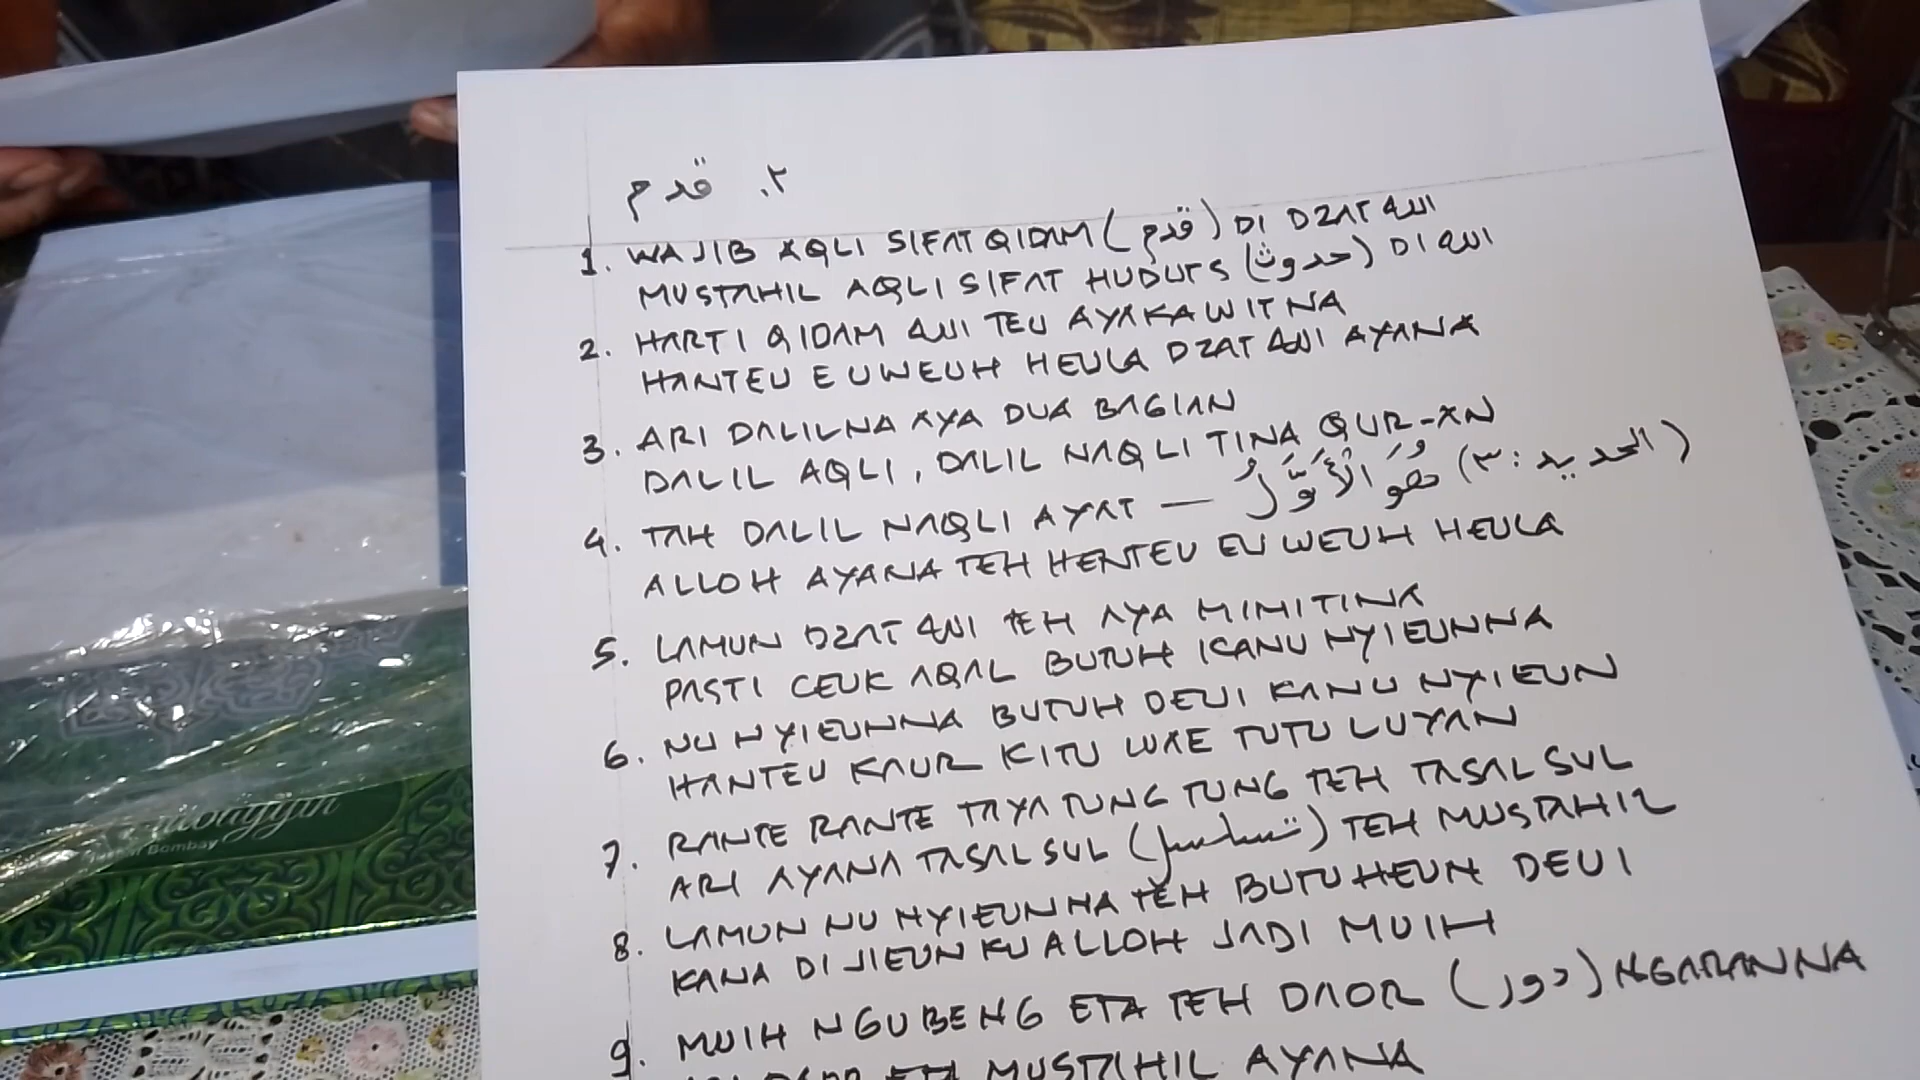 ٢. قدم
1. WAJIB AQLI SIFAT QIDAM (قدم) DI DZAT الله
MUSTAHIL AQLI SIFAT HUDUTS (حدوث) DI الله
2. HARTI QIDAM الله TEU AYAKAWITNA
HANTEU EUWEUH HEULA DZAT الله AYANA
3. ARI DALILNA AYA DUA BAGIAN
DALIL AQLI, DALIL NAQLI TINA QUR-AN
4. TAH DALIL NAQLI AYAT — هُوَ الْأَوَّلُ (الحديد: ٣)
ALLOH AYANA TEH HENTEU EUWEUH HEULA
5. LAMUN DZAT الله TEH AYA MIMITINA
PASTI CEUK AQAL BUTUH KANU NYIEUNNA
6. NU NYIEUNNA BUTUH DEUI KANU NYIEUN
HANTEU KAUR KITU WAE TUTULUYAN
7. RANTE RANTE TAYA TUNGTUNG TEH TASALSUL
ARI AYANA TASALSUL (تسلسل) TEH MUSTAHIL
8. LAMUN NU NYIEUNNA TEH BUTUHEUN DEUI
KANA DIJIEUN KU ALLOH JADI MUIH
9. MUIH NGUBENG ETA TEH DAOR (دور) NGARANNA
ETA MUSTAHIL AYANA
Bombay